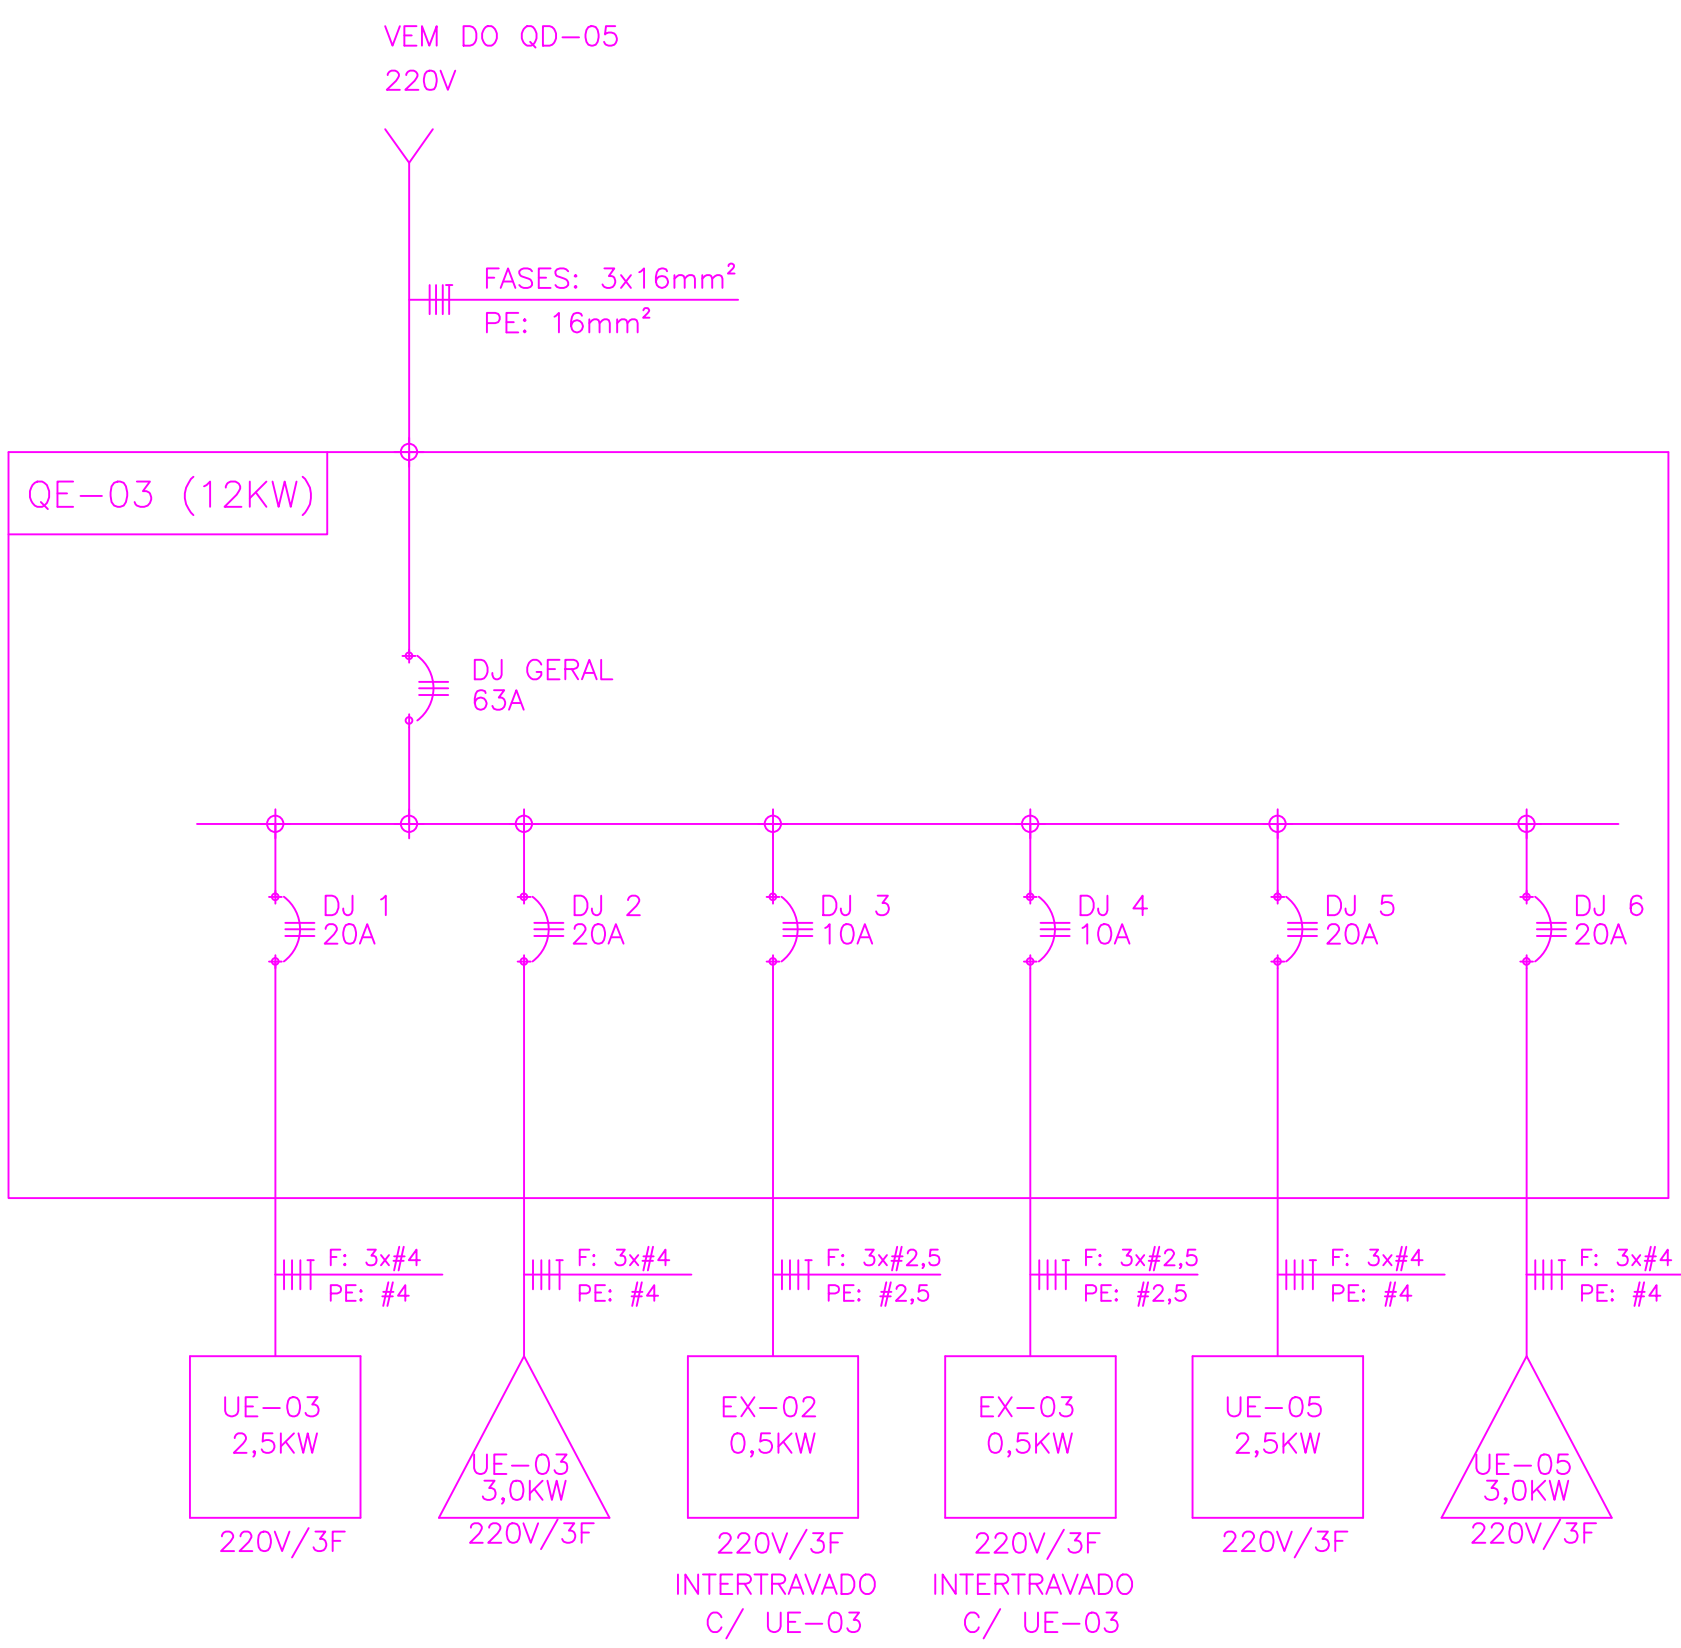 VEM DO QD-05
220V
FASES: 3x16mm²
PE: 16mm²
QE-03 (12KW)
DJ GERAL
63A
DJ 1
20A
DJ 2
20A
DJ 3
10A
DJ 4
10A
DJ 5
20A
DJ 6
20A
F: 3x#4
PE: #4
F: 3x#4
PE: #4
F: 3x#2,5
PE: #2,5
F: 3x#2,5
PE: #2,5
F: 3x#4
PE: #4
F: 3x#4
PE: #4
UE-03
2,5KW
220V/3F
UE-03
3,0KW
220V/3F
EX-02
0,5KW
220V/3F
INTERTRAVADO
C/ UE-03
EX-03
0,5KW
220V/3F
INTERTRAVADO
C/ UE-03
UE-05
2,5KW
220V/3F
UE-05
3,0KW
220V/3F